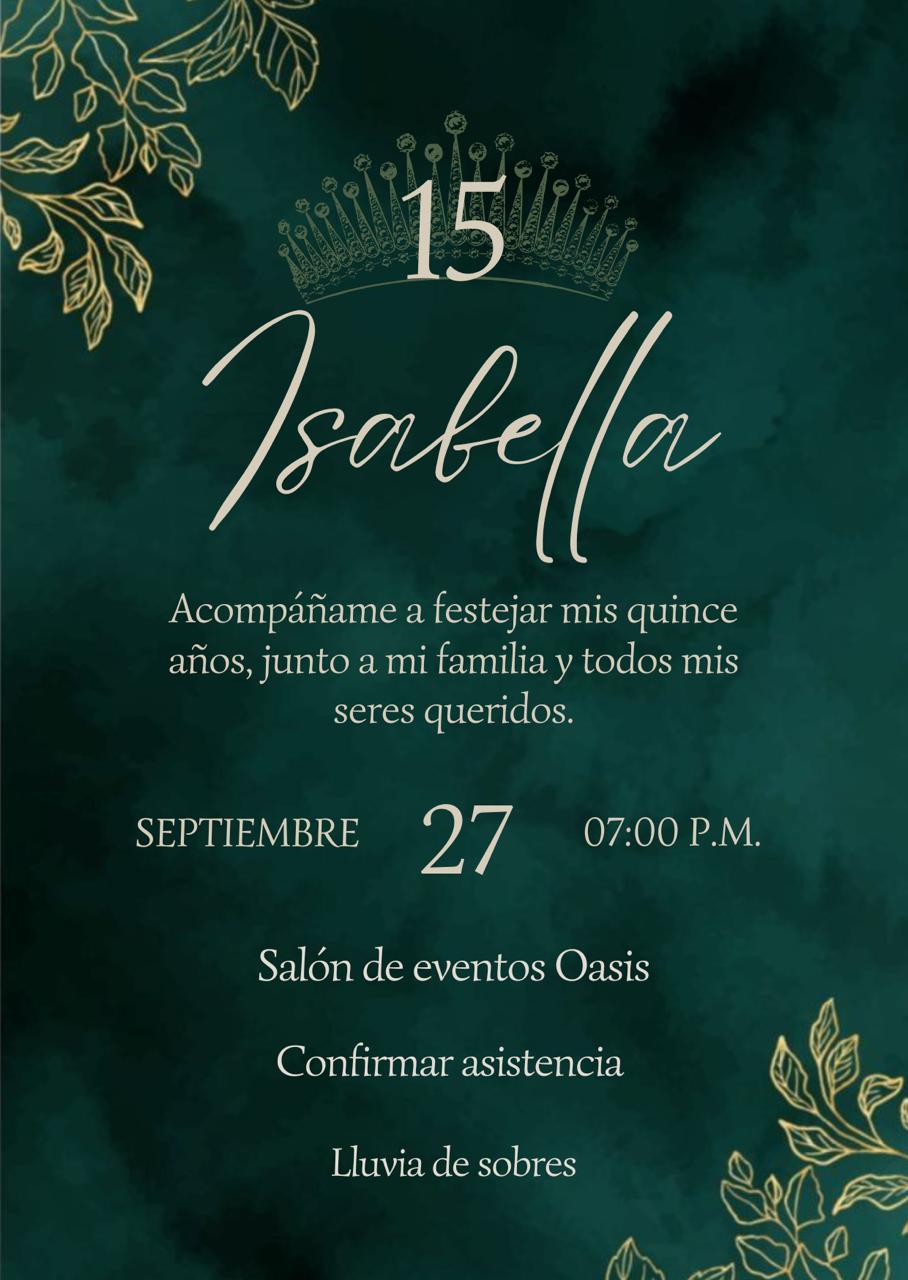 15
Isabella
Acompáñame a festejar mis quince
años, junto a mi familia y todos mis
seres queridos.
SEPTIEMBRE 27 07:00 P.M.
Salón de eventos Oasis
Confirmar asistencia
Lluvia de sobres